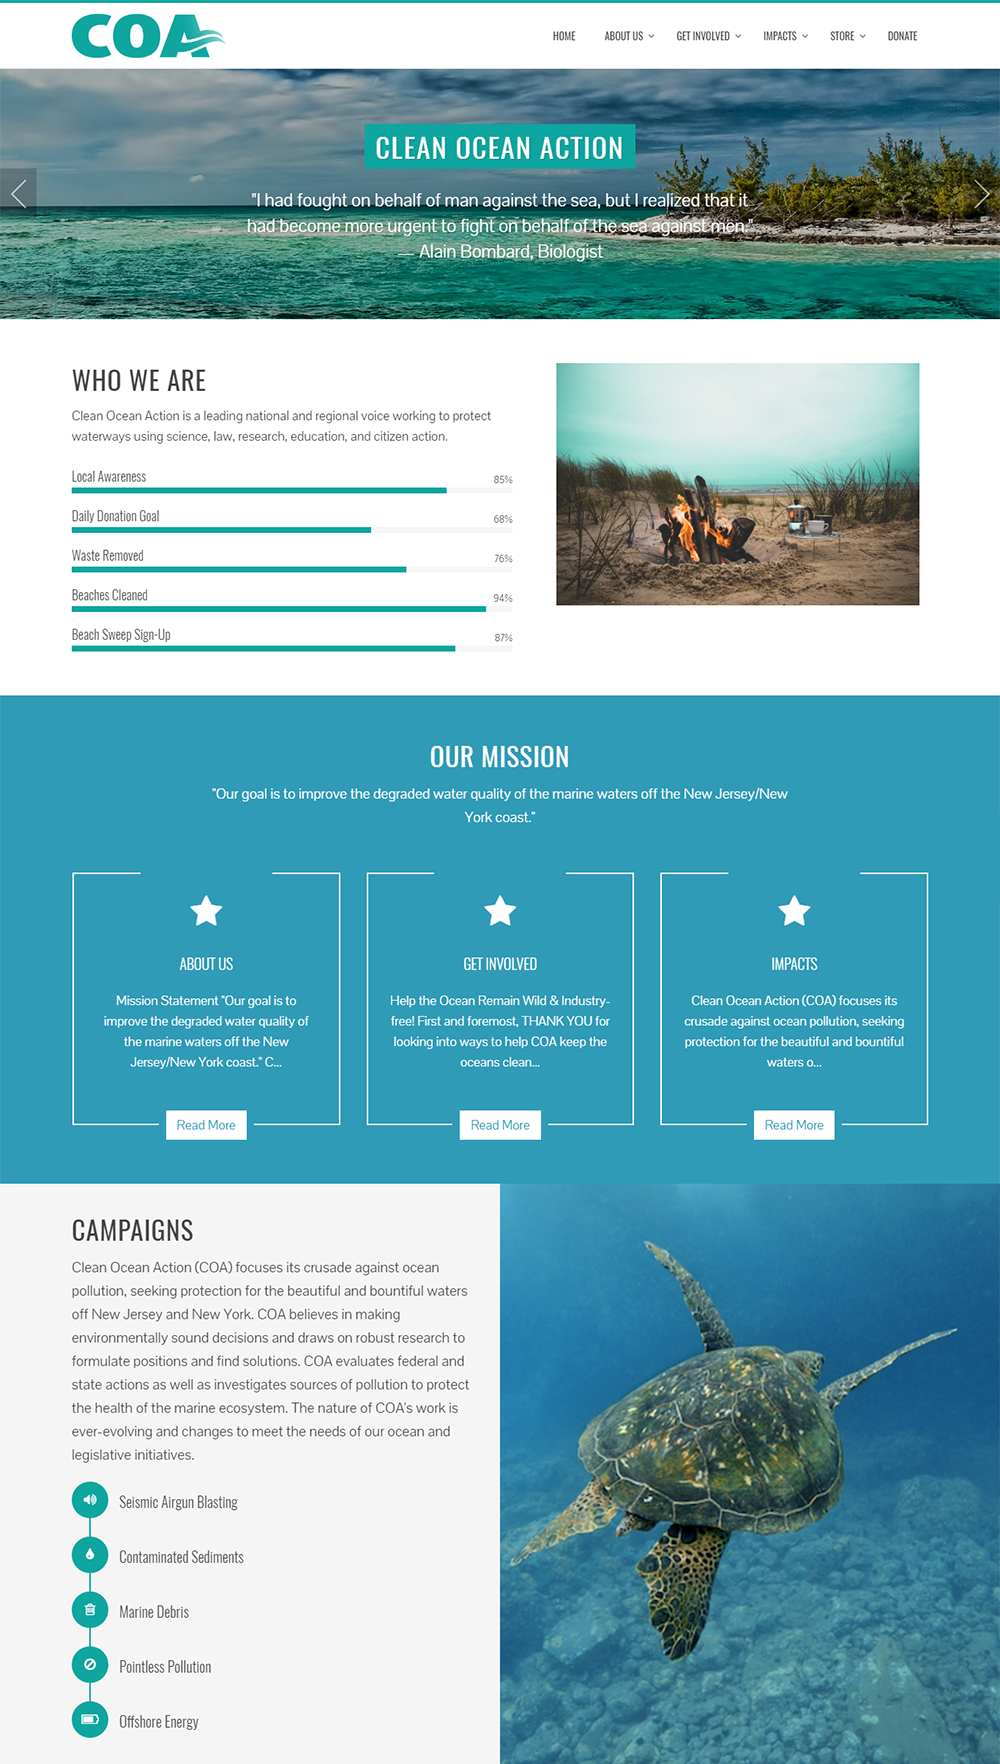 COA
HOME ABOUT US GET INVOLVED IMPACTS STORE DONATE
CLEAN OCEAN ACTION
"I had fought on behalf of man against the sea, but I realized that it
had become more urgent to fight on behalf of the sea against men."
— Alain Bombard, Biologist
WHO WE ARE
Clean Ocean Action is a leading national and regional voice working to protect
waterways using science, law, research, education, and citizen action.
Local Awareness 85%
Daily Donation Goal 68%
Waste Removed 76%
Beaches Cleaned 94%
Beach Sweep Sign-Up 87%
OUR MISSION
"Our goal is to improve the degraded water quality of the marine waters off the New Jersey/New
York coast."
ABOUT US
Mission Statement "Our goal is to
improve the degraded water quality of
the marine waters off the New
Jersey/New York coast." C...
Read More
GET INVOLVED
Help the Ocean Remain Wild & Industry-
free! First and foremost, THANK YOU for
looking into ways to help COA keep the
oceans clean...
Read More
IMPACTS
Clean Ocean Action (COA) focuses its
crusade against ocean pollution, seeking
protection for the beautiful and bountiful
waters o...
Read More
CAMPAIGNS
Clean Ocean Action (COA) focuses its crusade against ocean
pollution, seeking protection for the beautiful and bountiful waters
off New Jersey and New York. COA believes in making
environmentally sound decisions and draws on robust research to
formulate positions and find solutions. COA evaluates federal and
state actions as well as investigates sources of pollution to protect
the health of the marine ecosystem. The nature of COA's work is
ever-evolving and changes to meet the needs of our ocean and
legislative initiatives.
Seismic Airgun Blasting
Contaminated Sediments
Marine Debris
Pointless Pollution
Offshore Energy